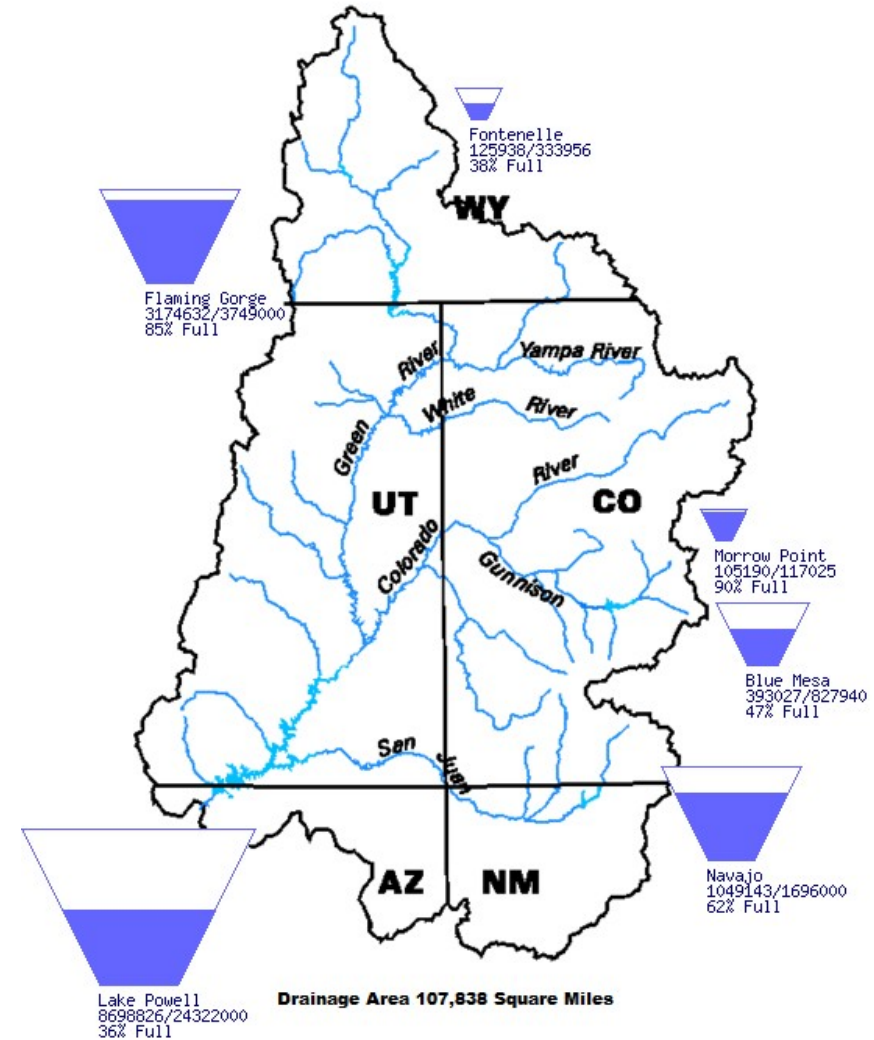 Fontenelle
125938/333956
38% Full
WY
Flaming Gorge
3174632/3749000
85% Full
Green River
Yampa River
White River
UT
CO
Colorado River
Gunnison
Morrow Point
105190/117025
90% Full
Blue Mesa
393027/827940
47% Full
San Juan
Navajo
1049143/1696000
62% Full
AZ
NM
Lake Powell
8698826/24322000
36% Full
Drainage Area 107,838 Square Miles